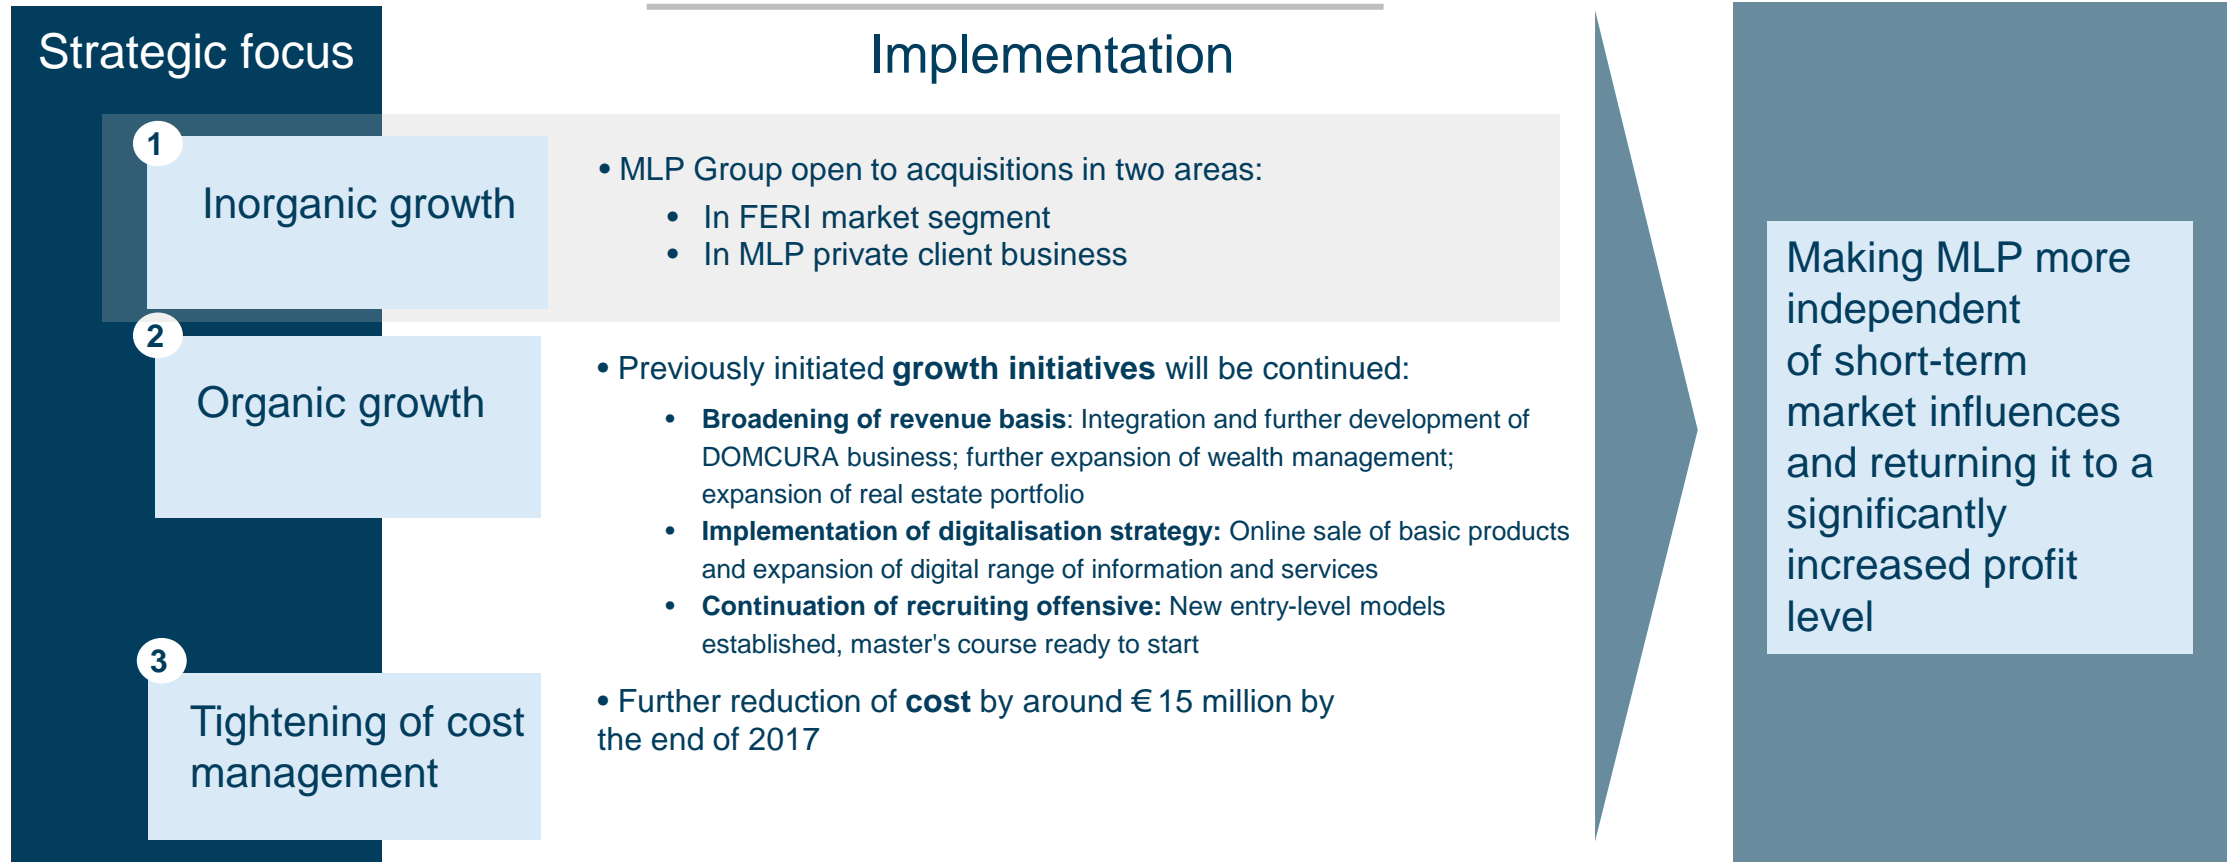 Strategic focus
Implementation
1
Inorganic growth
• MLP Group open to acquisitions in two areas:
• In FERI market segment
• In MLP private client business
2
Organic growth
• Previously initiated growth initiatives will be continued:
• Broadening of revenue basis: Integration and further development of
DOMCURA business; further expansion of wealth management;
expansion of real estate portfolio
• Implementation of digitalisation strategy: Online sale of basic products
and expansion of digital range of information and services
• Continuation of recruiting offensive: New entry-level models
established, master's course ready to start
3
Tightening of cost
management
• Further reduction of cost by around € 15 million by
the end of 2017
Making MLP more
independent
of short-term
market influences
and returning it to a
significantly
increased profit
level